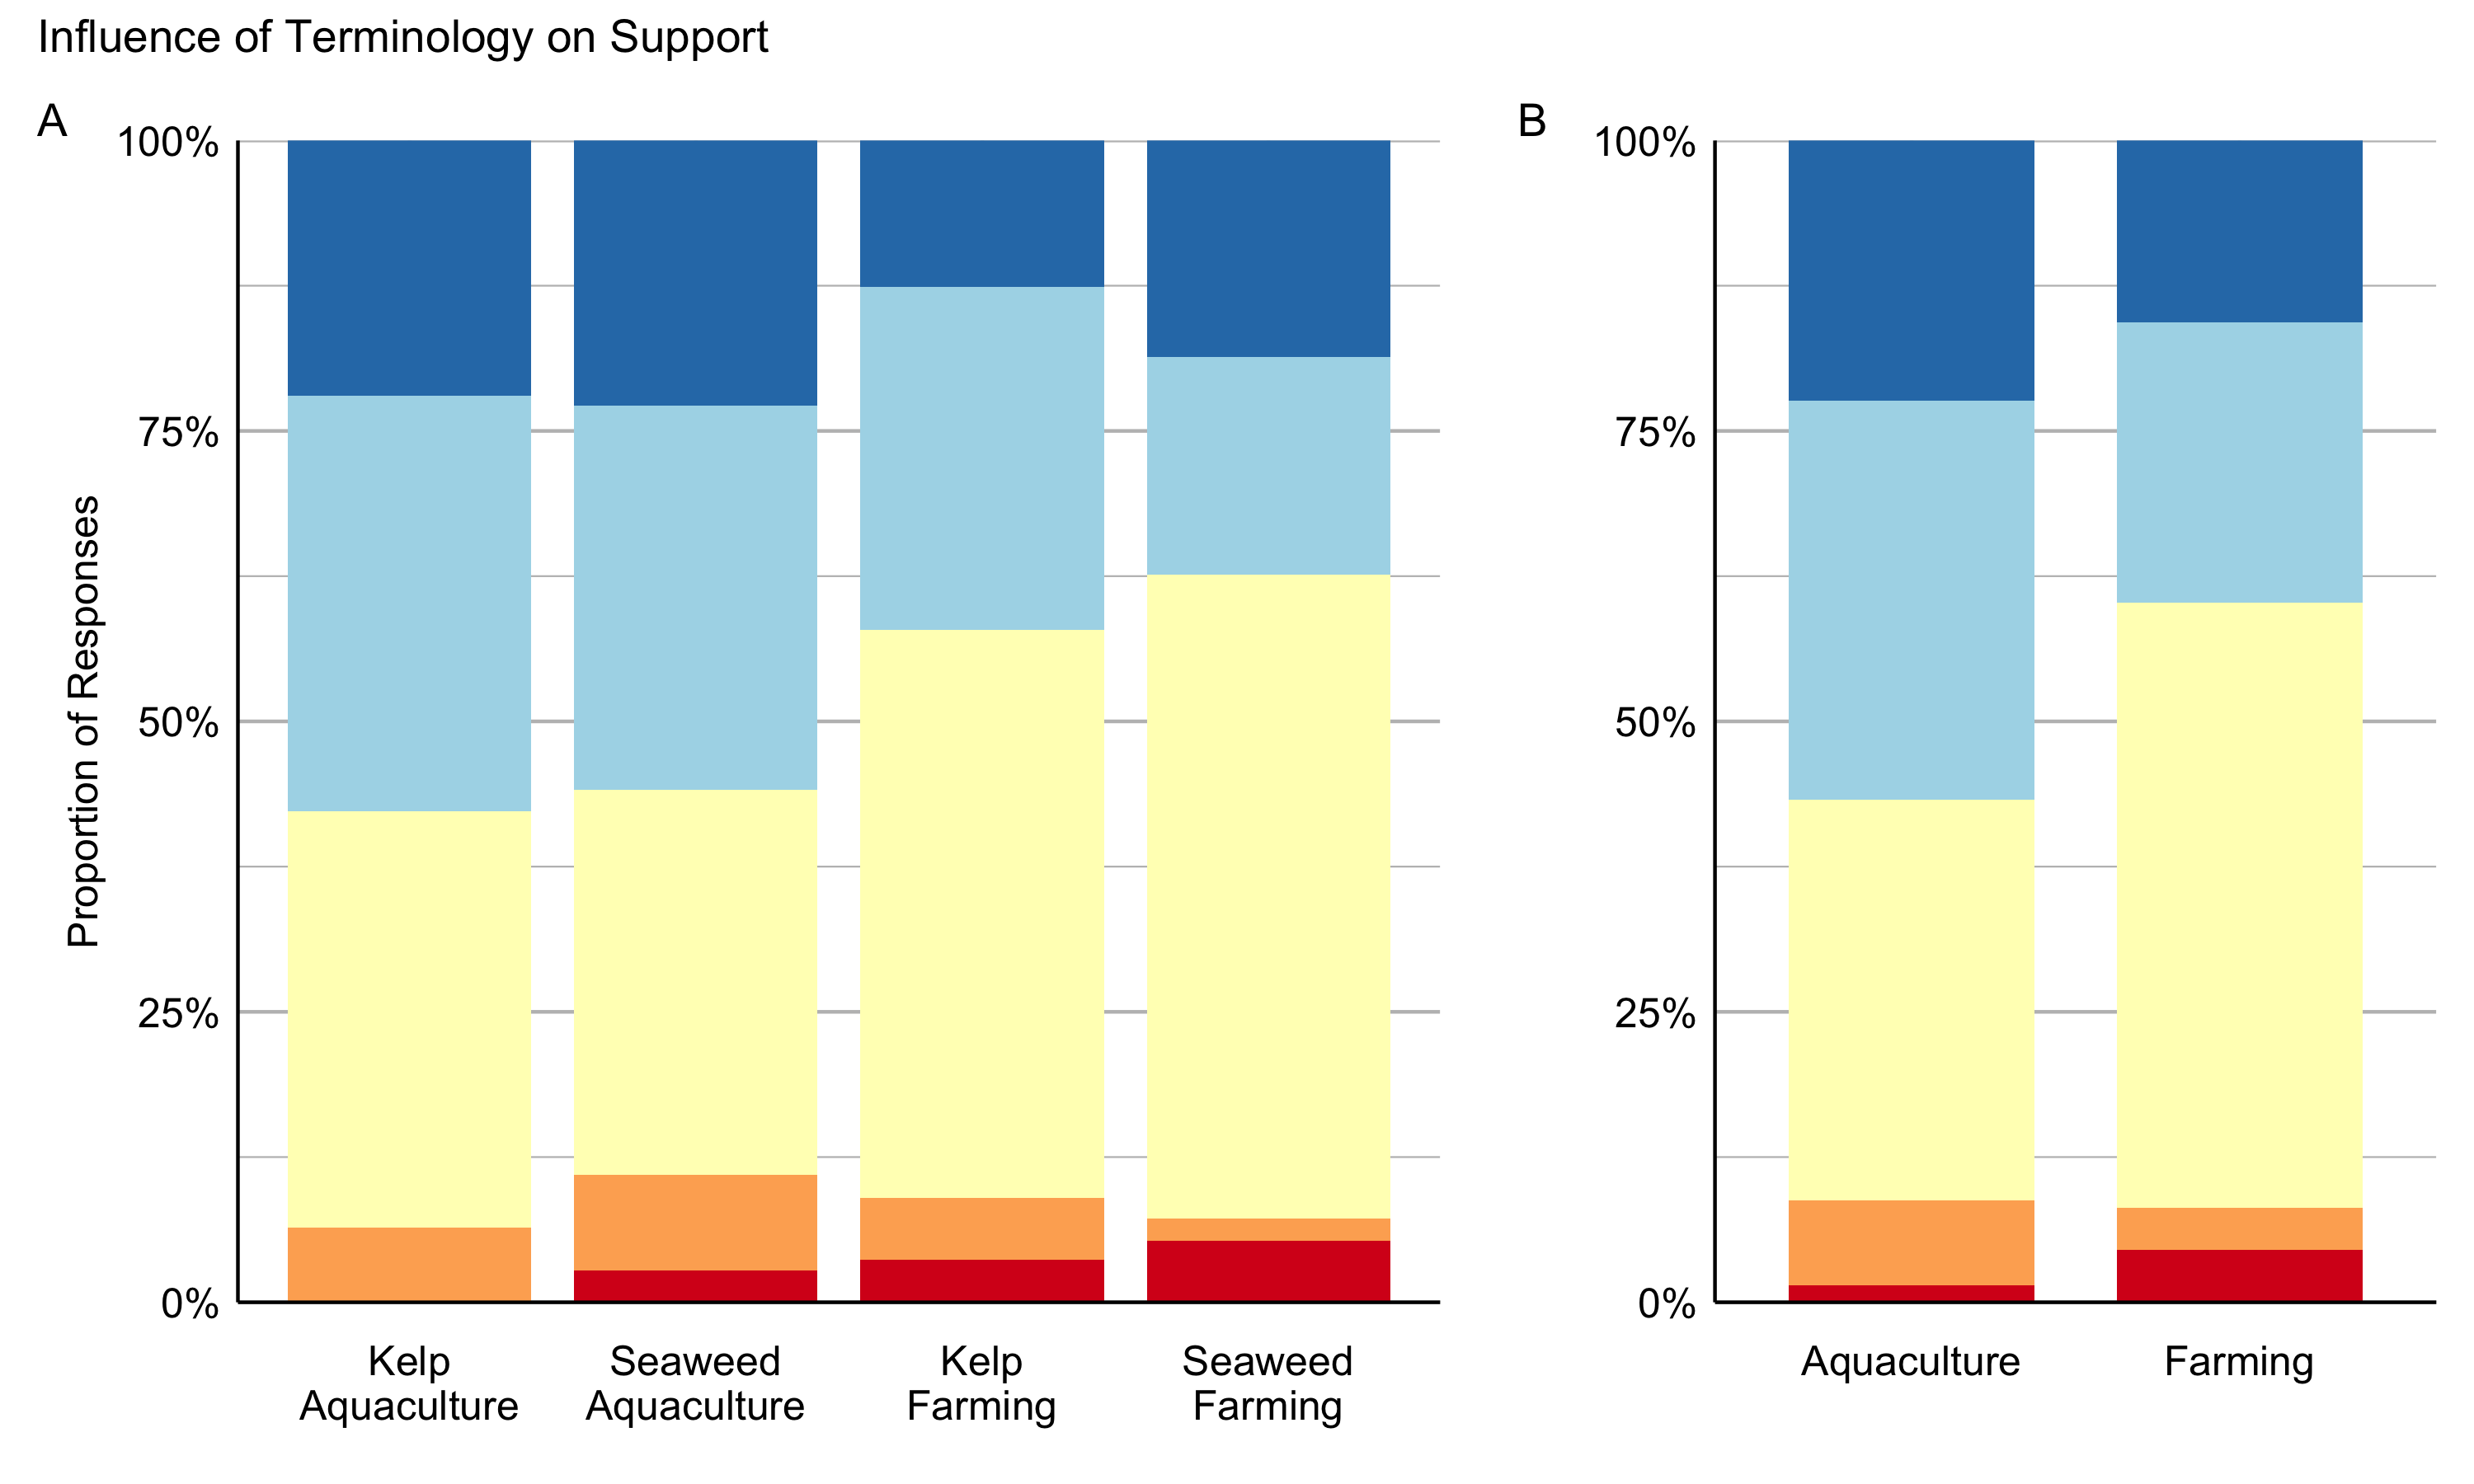 Influence of Terminology on Support
A
100%
75%
50%
25%
0%
Proportion of Responses
Kelp
Aquaculture
Seaweed
Aquaculture
Kelp
Farming
Seaweed
Farming
B
100%
75%
50%
25%
0%
Aquaculture
Farming